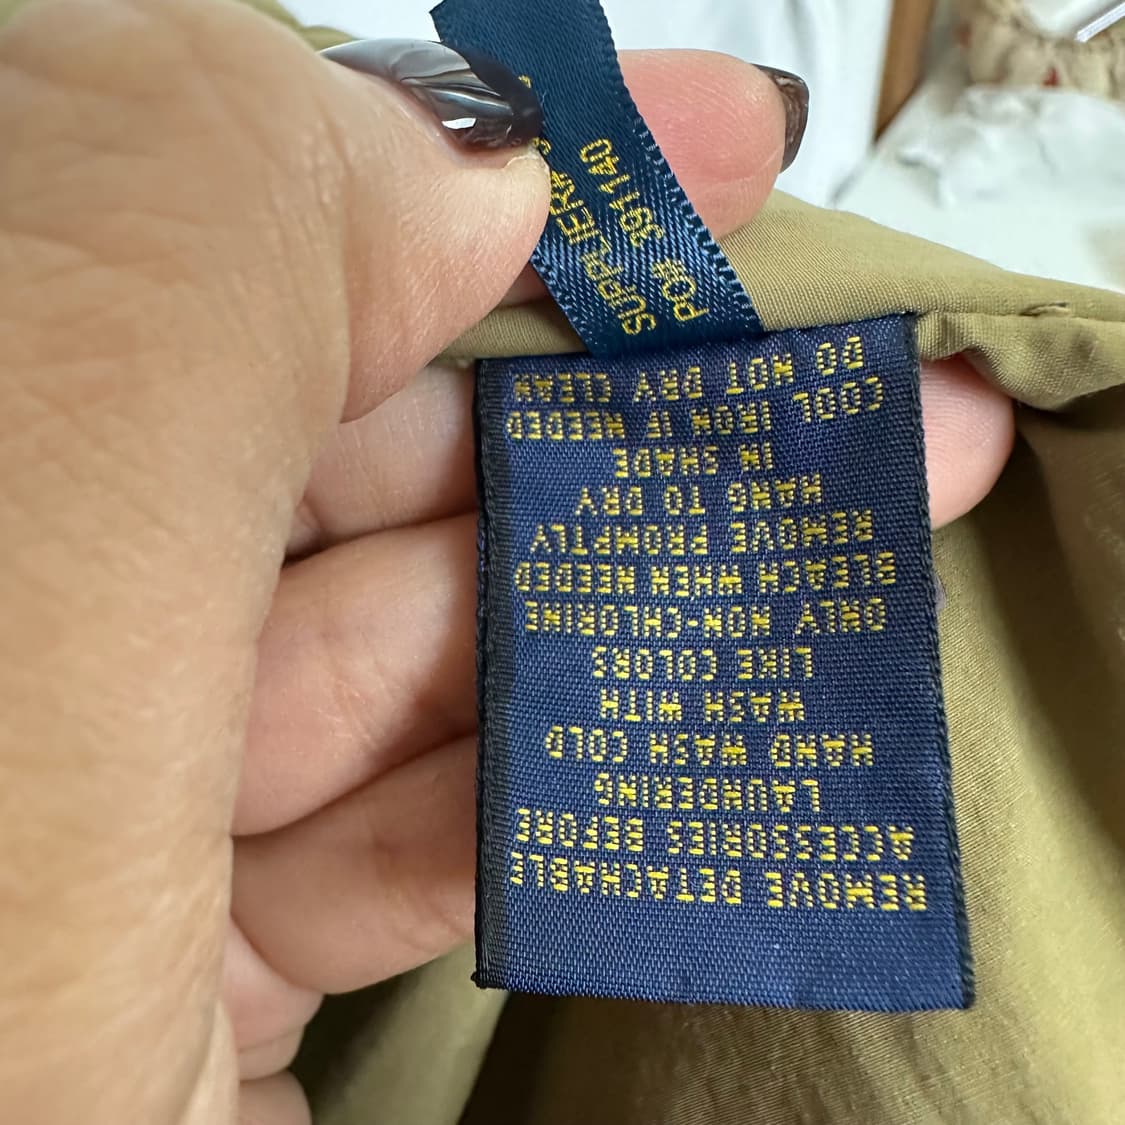 SUPPLIER#
PO# 391140
REMOVE DETACHABLE
ACCESSORIES BEFORE
LAUNDERING
HAND WASH COLD
WASH WITH
LIKE COLORS
ONLY NON-CHLORINE
BLEACH WHEN NEEDED
REMOVE PROMPTLY
HANG TO DRY
IN SHADE
COOL IRON IF NEEDED
DO NOT DRY CLEAN